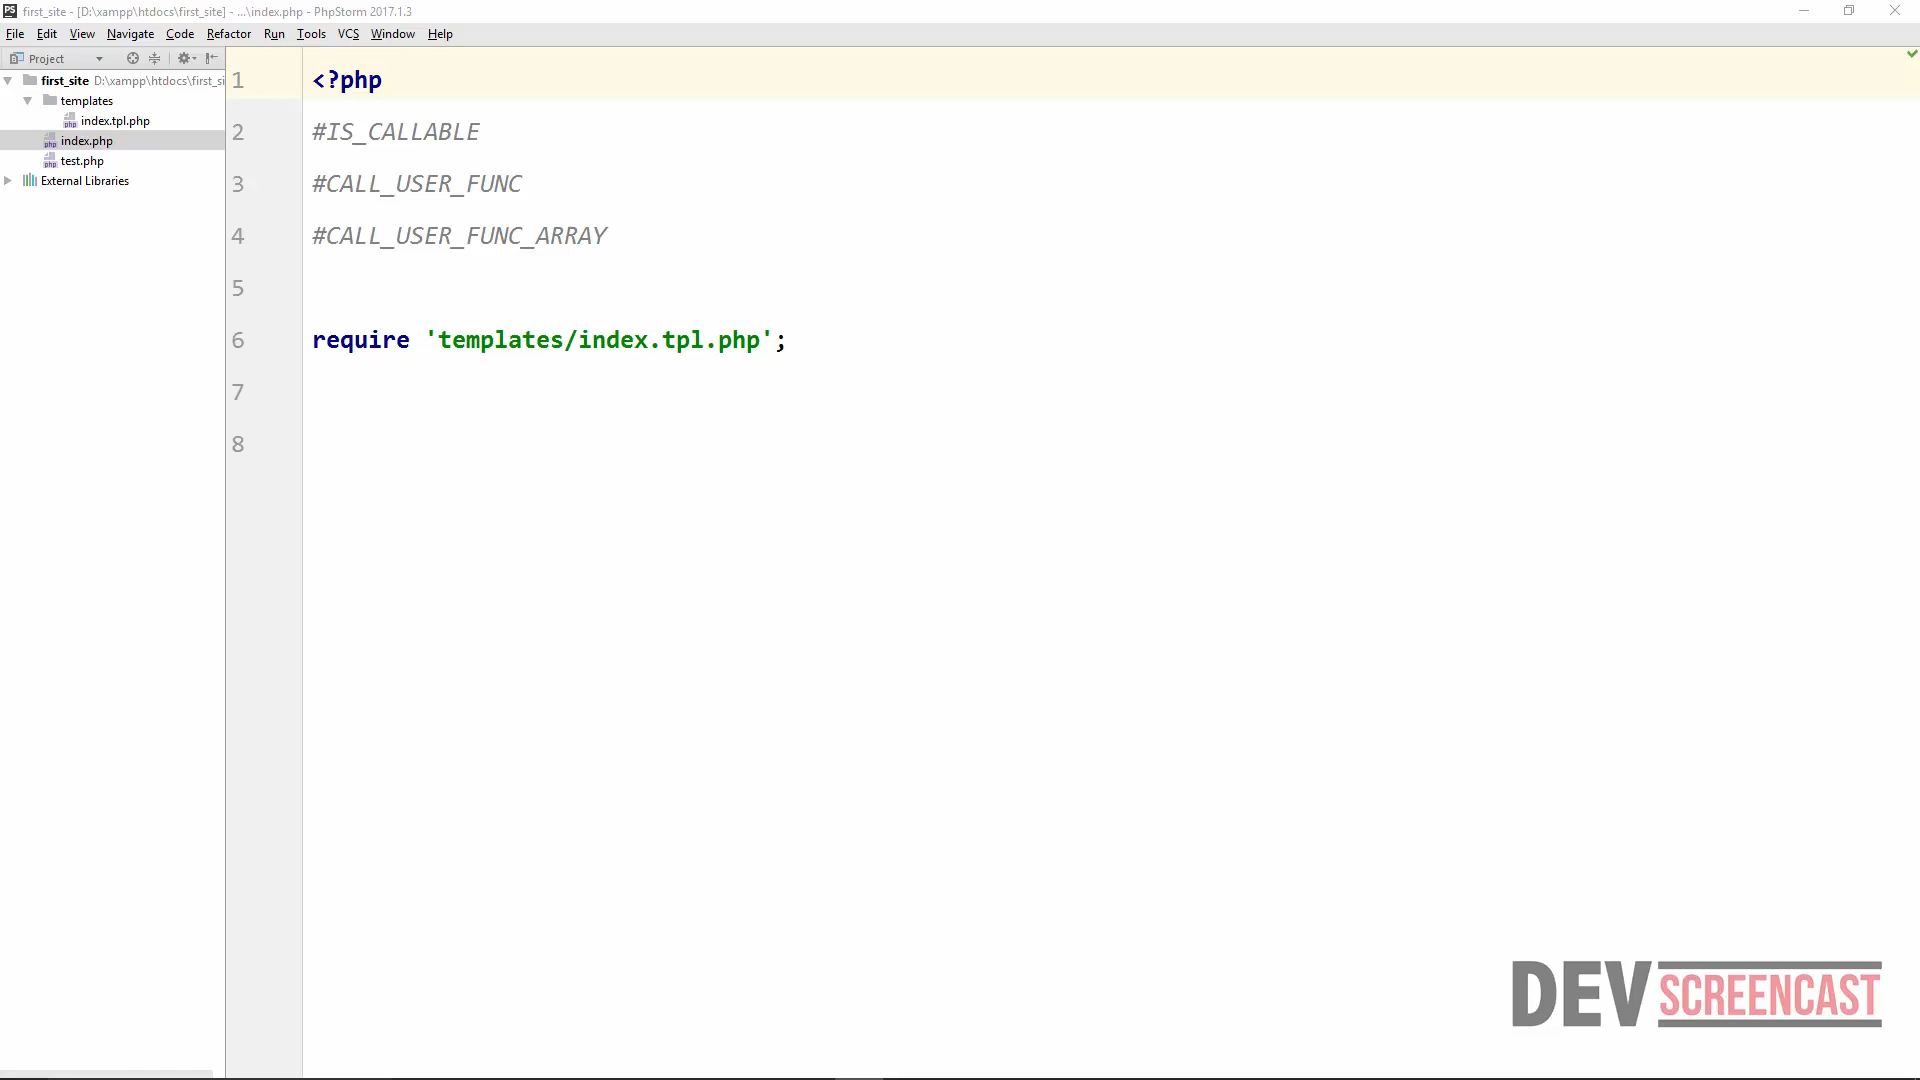 first_site - [D:\xampp\htdocs\first_site] - ...\index.php - PhpStorm 2017.1.3
File Edit View Navigate Code Refactor Run Tools VCS Window Help
Project
first_site D:\xampp\htdocs\first_si
templates
index.tpl.php
index.php
test.php
External Libraries
1 <?php
2 #IS_CALLABLE
3 #CALL_USER_FUNC
4 #CALL_USER_FUNC_ARRAY
5
6 require 'templates/index.tpl.php';
7
8
DEV SCREENCAST